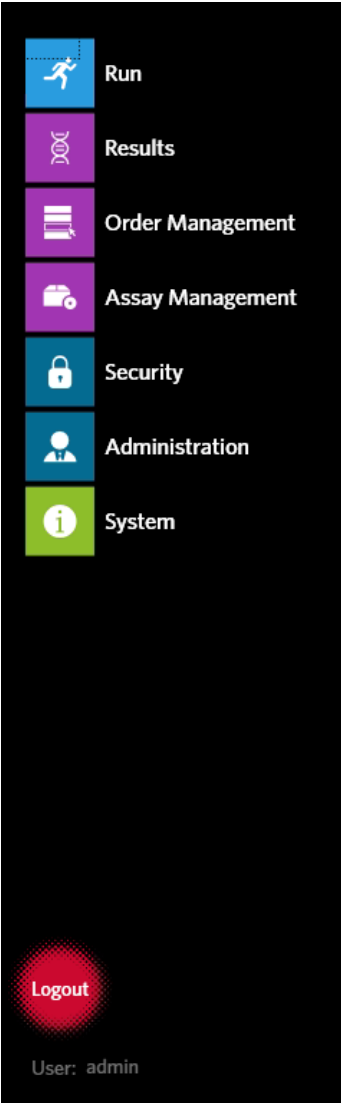 Run
Results
Order Management
Assay Management
Security
Administration
i System
Logout
User: admin